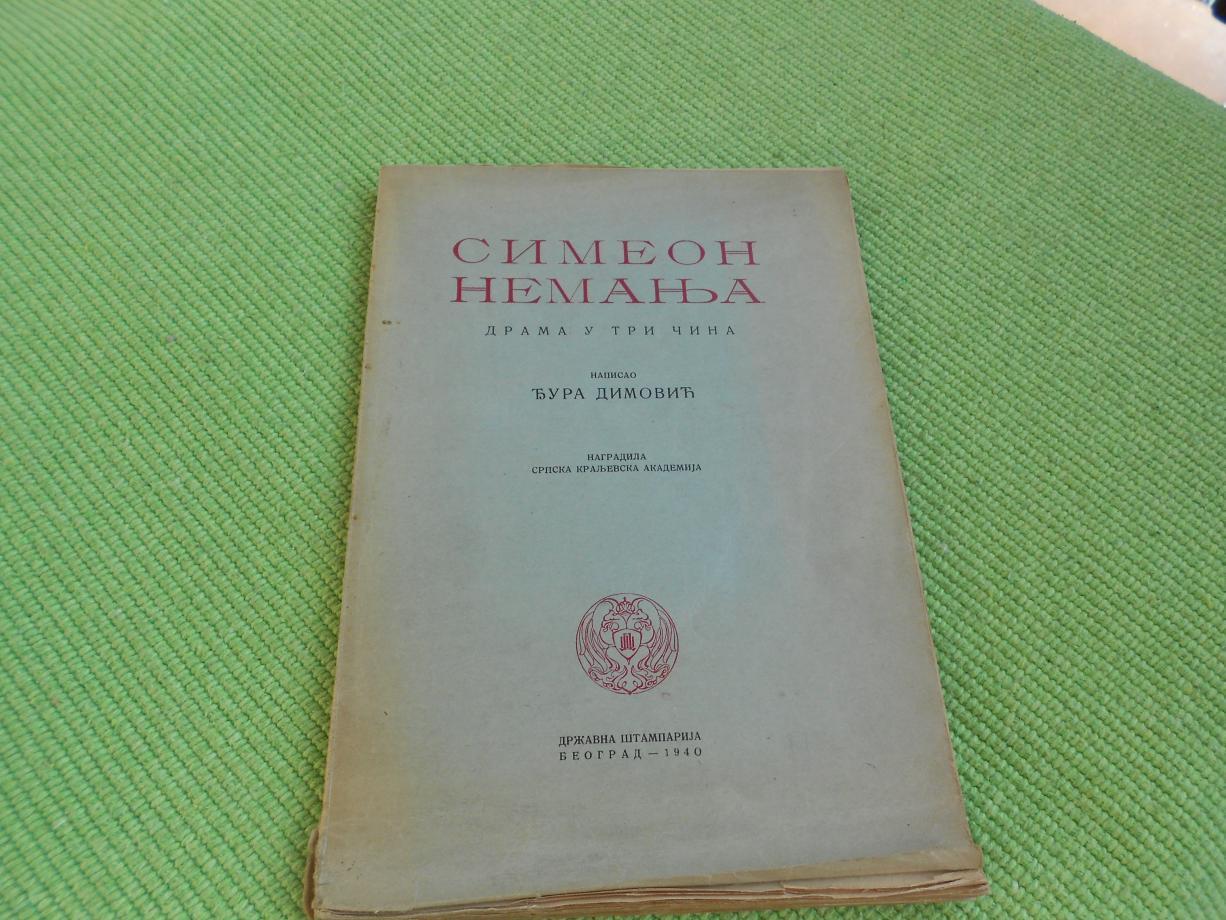 СИМЕОН
НЕМАЊА
ДРАМА У ТРИ ЧИНА
НАПИСАО
ЂУРА ДИМОВИЋ
НАГРАДИЛА
СРПСКА КРАЉЕВСКА АКАДЕМИЈА
ДРЖАВНА ШТАМПАРИЈА
БЕОГРАД — 1940